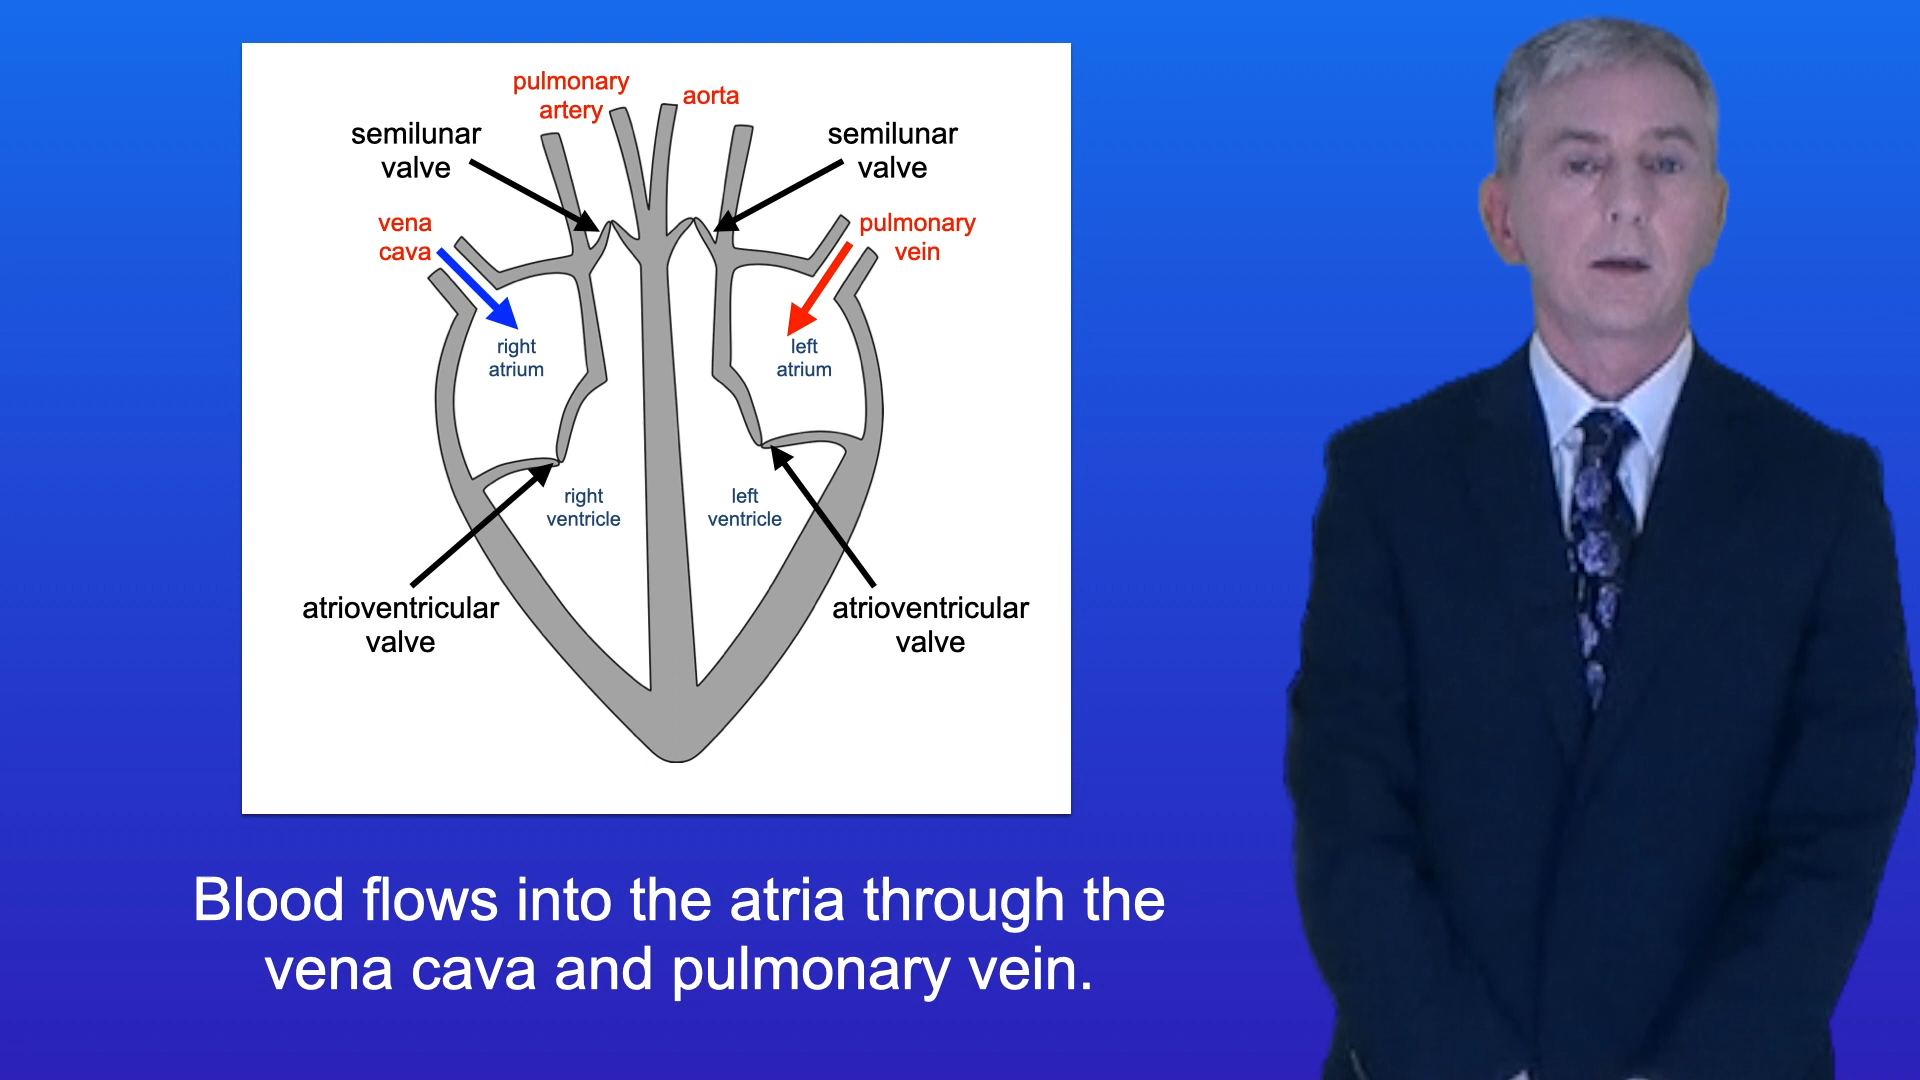 pulmonary
artery
aorta
semilunar
valve
semilunar
valve
vena
cava
pulmonary
vein
right
atrium
left
atrium
right
ventricle
left
ventricle
atrioventricular
valve
atrioventricular
valve
Blood flows into the atria through the
vena cava and pulmonary vein.